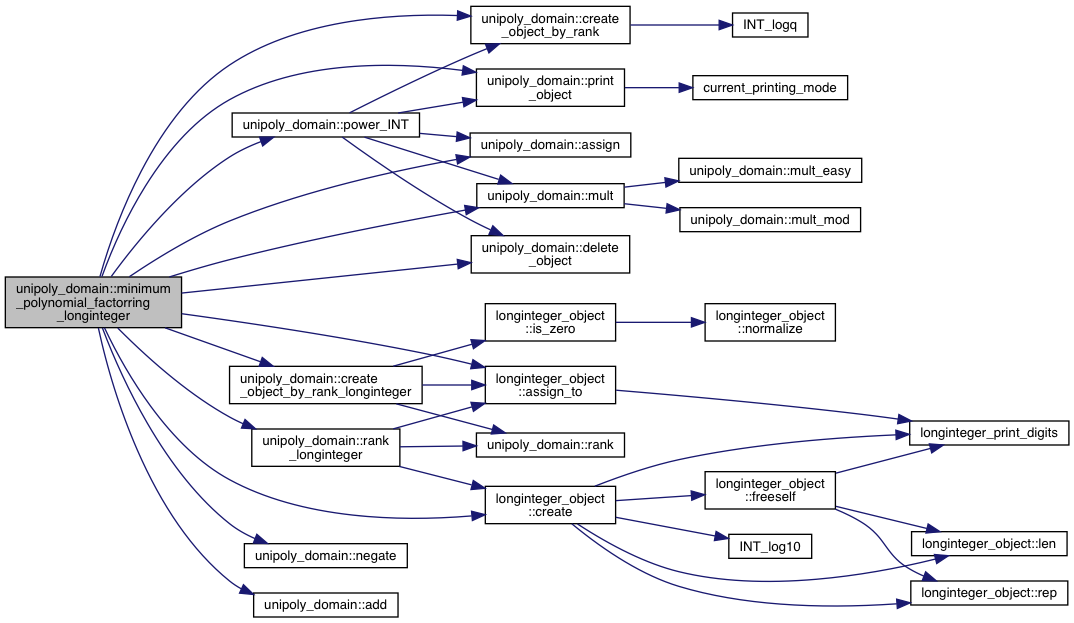 unipoly_domain::minimum
_polynomial_factorring
_longinteger
unipoly_domain::create
_object_by_rank
INT_logq
unipoly_domain::print
_object
current_printing_mode
unipoly_domain::power_INT
unipoly_domain::assign
unipoly_domain::mult
unipoly_domain::mult_easy
unipoly_domain::mult_mod
unipoly_domain::delete
_object
longinteger_object
::is_zero
longinteger_object
::normalize
unipoly_domain::create
_object_by_rank_longinteger
longinteger_object
::assign_to
unipoly_domain::rank
_longinteger
unipoly_domain::rank
longinteger_print_digits
longinteger_object
::create
longinteger_object
::freeself
INT_log10
longinteger_object::len
longinteger_object::rep
unipoly_domain::negate
unipoly_domain::add